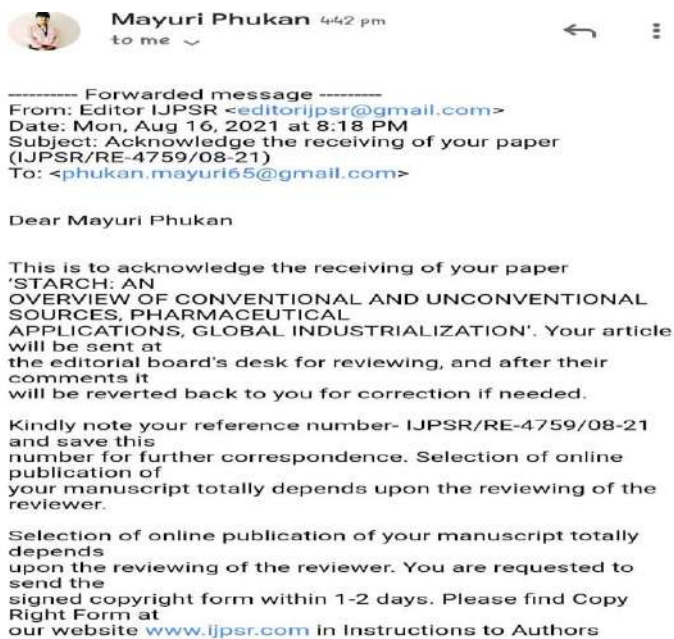 Mayuri Phukan 4:42 pm
to me
---------- Forwarded message ---------
From: Editor IJPSR <editorijpsr@gmail.com>
Date: Mon, Aug 16, 2021 at 8:18 PM
Subject: Acknowledge the receiving of your paper
(IJPSR/RE-4759/08-21)
To: <phukan.mayuri65@gmail.com>
Dear Mayuri Phukan
This is to acknowledge the receiving of your paper
'STARCH: AN
OVERVIEW OF CONVENTIONAL AND UNCONVENTIONAL
SOURCES, PHARMACEUTICAL
APPLICATIONS, GLOBAL INDUSTRIALIZATION'. Your article
will be sent at
the editorial board's desk for reviewing, and after their
comments it
will be reverted back to you for correction if needed.
Kindly note your reference number- IJPSR/RE-4759/08-21
and save this
number for further correspondence. Selection of online
publication of
your manuscript totally depends upon the reviewing of the
reviewer.
Selection of online publication of your manuscript totally
depends
upon the reviewing of the reviewer. You are requested to
send the
signed copyright form within 1-2 days. Please find Copy
Right Form at
our website www.ijpsr.com in Instructions to Authors